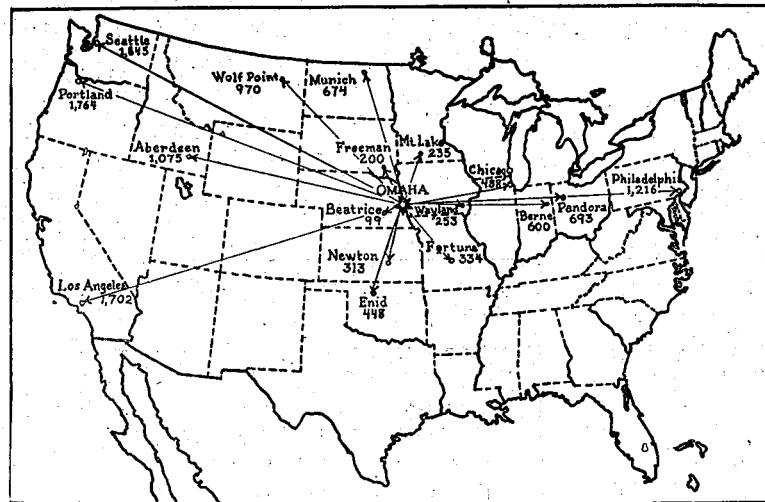 Seattle
1,645
Wolf Point
970
Munich
674
Portland
1,764
Aberdeen
1,075
Freeman
200
Mt. Lake
235
Chicago
488
Philadelphia
1,216
OMAHA
Beatrice
99
Wayland
253
Berne
600
Pandora
693
Newton
313
Fortuna
334
Los Angeles
1,702
Enid
448